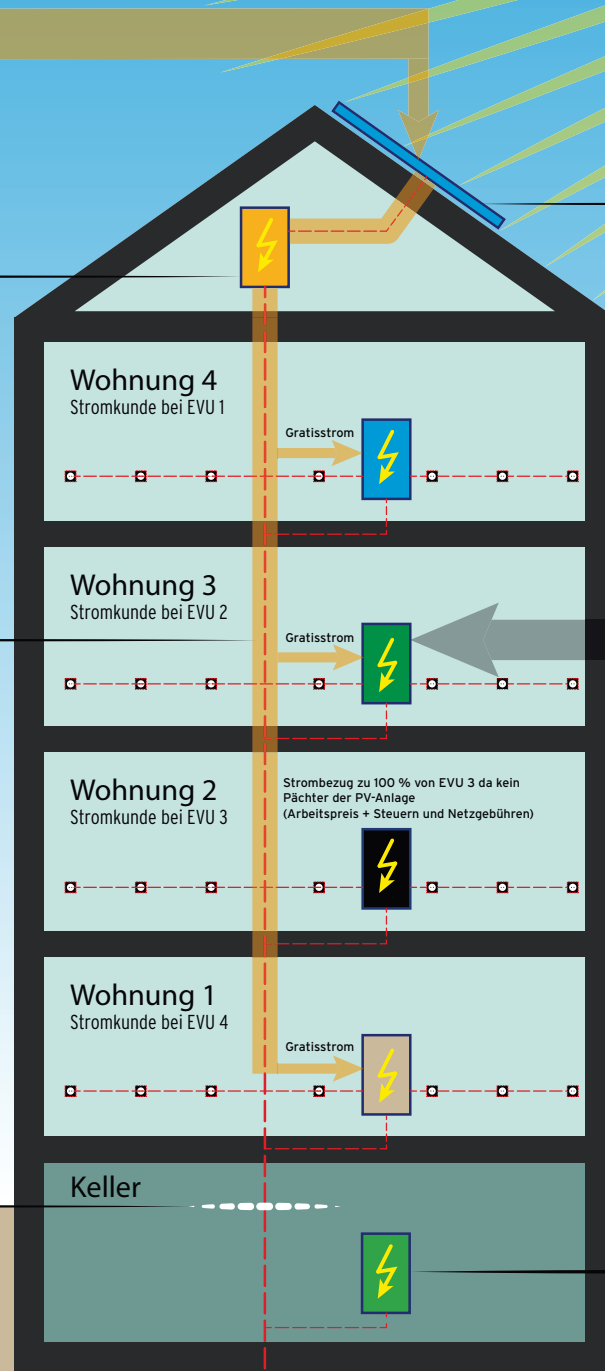 Wohnung 4
Stromkunde bei EVU 1
Gratisstrom
Wohnung 3
Stromkunde bei EVU 2
Gratisstrom
Wohnung 2
Stromkunde bei EVU 3
Strombezug zu 100 % von EVU 3 da kein
Pächter der PV-Anlage
(Arbeitspreis + Steuern und Netzgebühren)
Wohnung 1
Stromkunde bei EVU 4
Gratisstrom
Keller